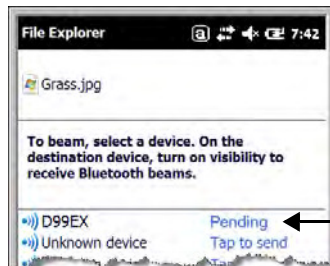 File Explorer 7:42
Grass.jpg
To beam, select a device. On the
destination device, turn on visibility to
receive Bluetooth beams.
D99EX Pending
Unknown device Tap to send